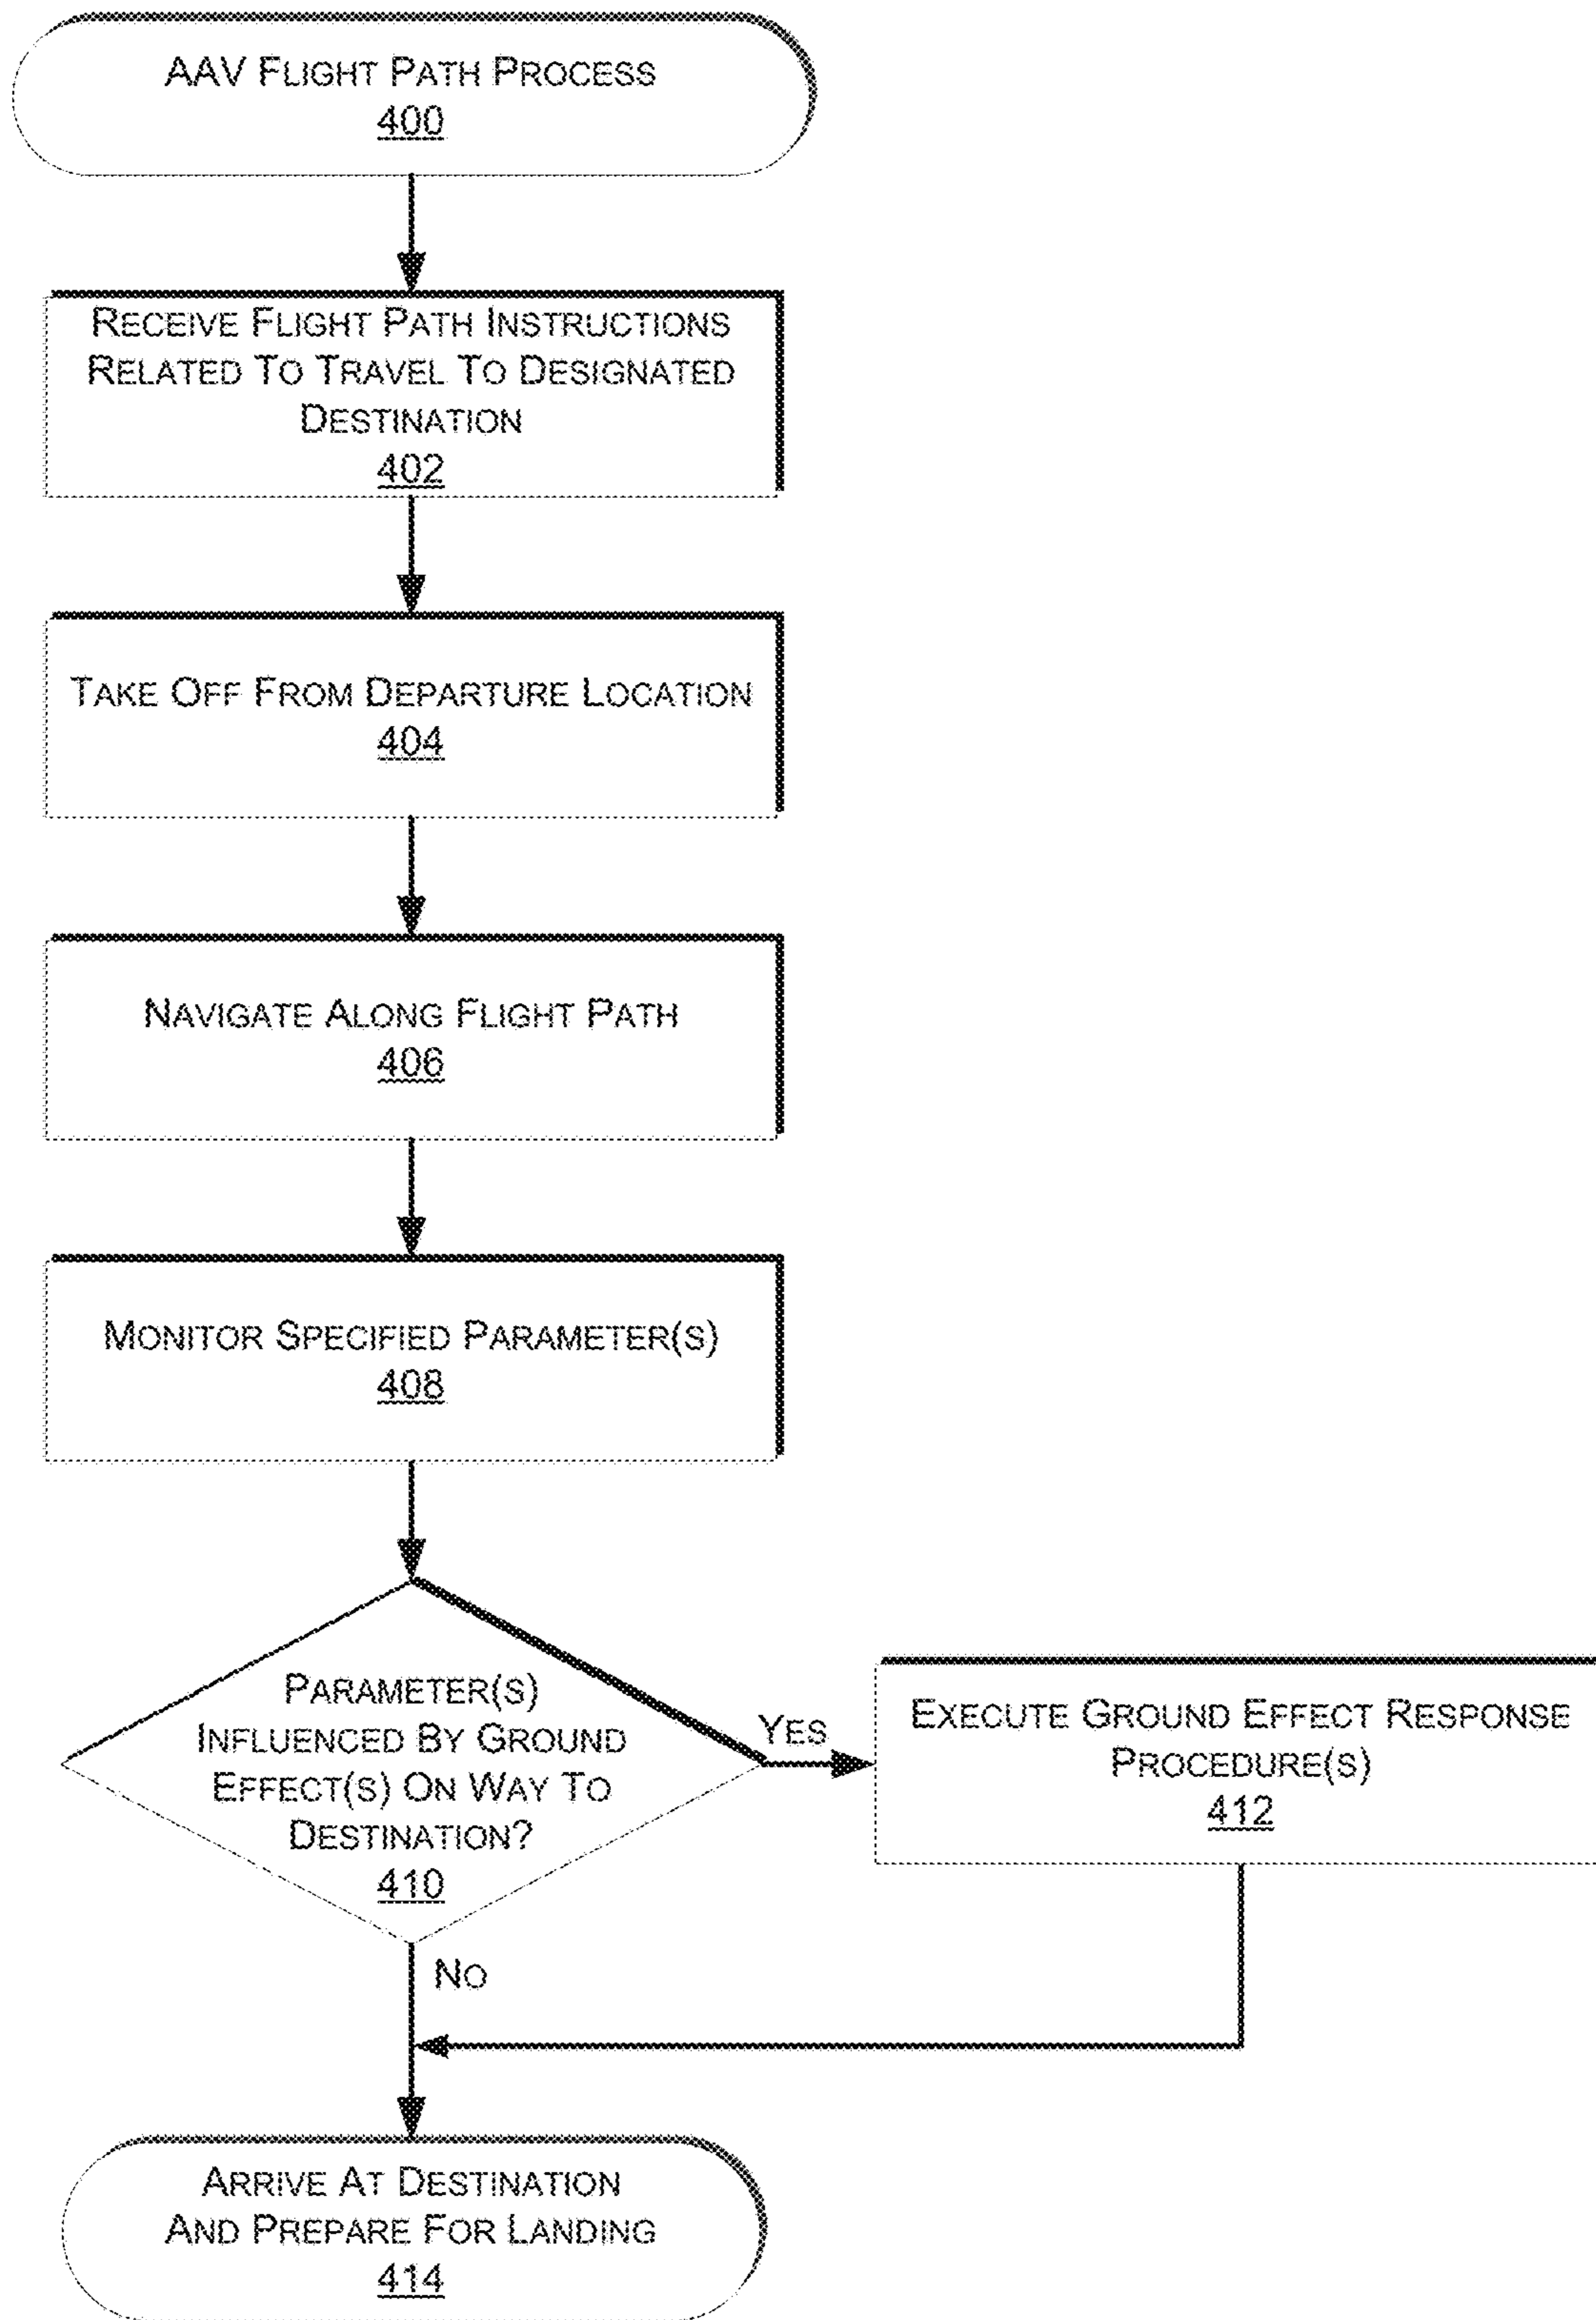 AAV FLIGHT PATH PROCESS
400
RECEIVE FLIGHT PATH INSTRUCTIONS
RELATED TO TRAVEL TO DESIGNATED
DESTINATION
402
TAKE OFF FROM DEPARTURE LOCATION
404
NAVIGATE ALONG FLIGHT PATH
406
MONITOR SPECIFIED PARAMETER(S)
408
PARAMETER(S)
INFLUENCED BY GROUND
EFFECT(S) ON WAY TO
DESTINATION?
410
YES
EXECUTE GROUND EFFECT RESPONSE
PROCEDURE(S)
412
NO
ARRIVE AT DESTINATION
AND PREPARE FOR LANDING
414